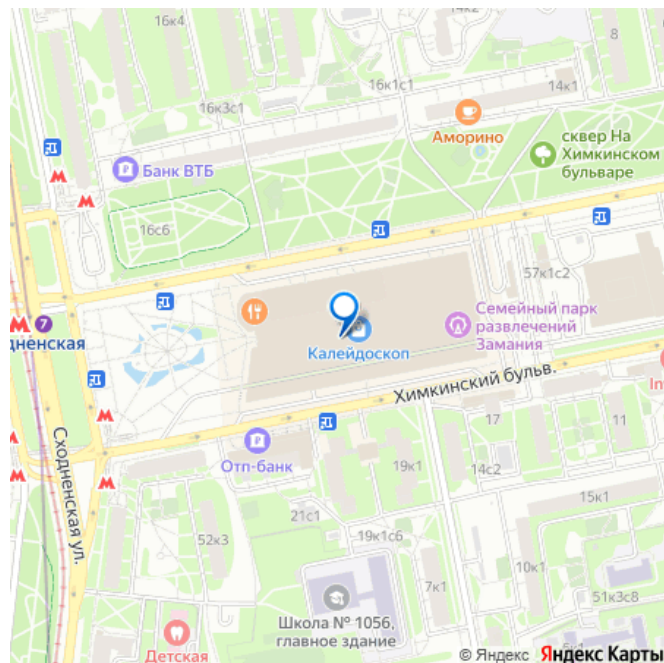 16к4
14к2
8
16к1с1
14к1
16к3с1
Аморино
сквер На
Химкинском
бульваре
Банк ВТБ
16с6
57к1с2
7
дненская
Семейный парк
развлечений
Замания
Калейдоскоп
Химкинский бульв.
17
11
Отп-банк
19к1
14с2
Сходненская ул.
15к1
21с1
52к3
19к1с6
7к1
10к1
51к3с8
Школа № 1056,
главное здание
Детская
© Яндекс Яндекс Карты